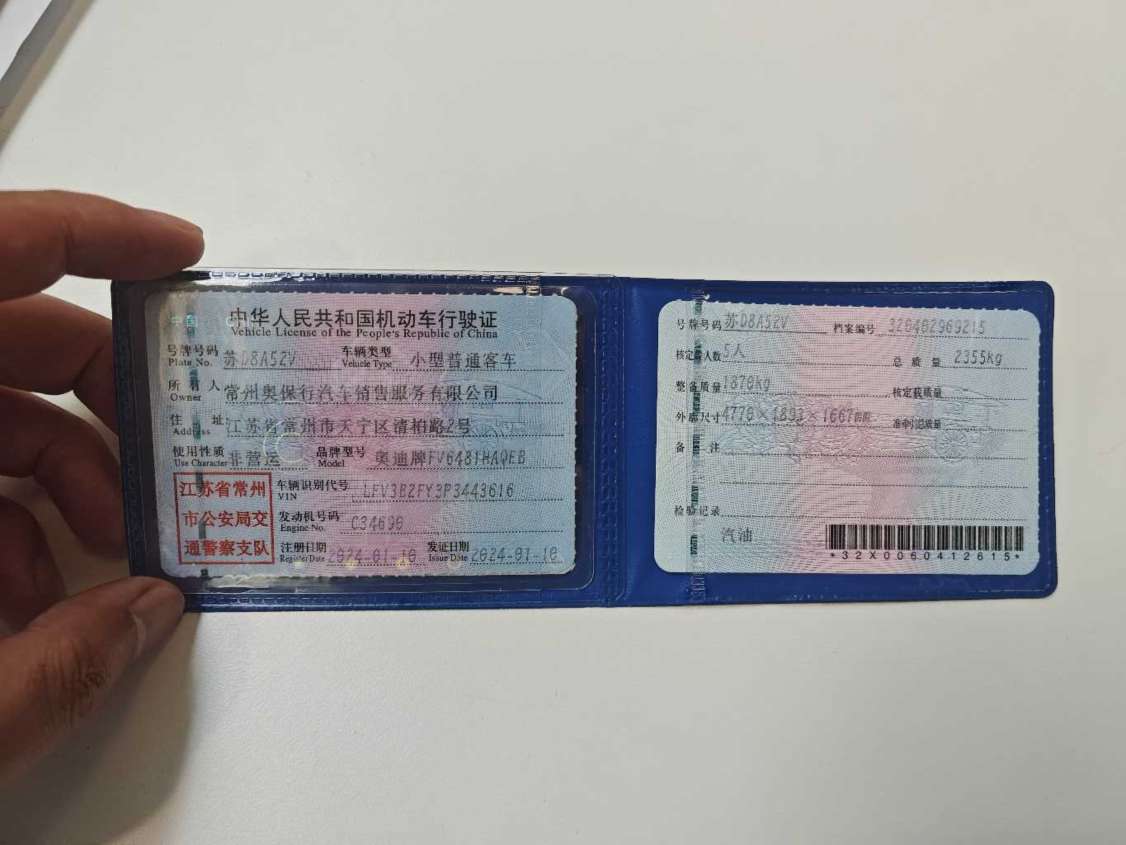 中华人民共和国机动车行驶证
Vehicle License of the People's Republic of China
号牌号码 苏D8A52V 车辆类型 小型普通客车
Plate No. Vehicle Type
所有人 常州奥保行汽车销售服务有限公司
Owner
住址 江苏省常州市天宁区清柏路2号
Address
使用性质 非营运 品牌型号 奥迪牌FV6481HAQEB
Use Character Model
江苏省常州
市公安局交
通警察支队
车辆识别代号 LFV3B2FY3P3443616
VIN
发动机号码 C34698
Engine No.
注册日期 2024-01-10 发证日期 2024-01-10
Register Date Issue Date
号牌号码 苏D8A52V 档案编号
核定载人数 5人 总质量 2355kg
整备质量 1876kg 核定载质量
外廓尺寸 准牵引总质量
备注
检验记录
汽油
*32X0060412615*